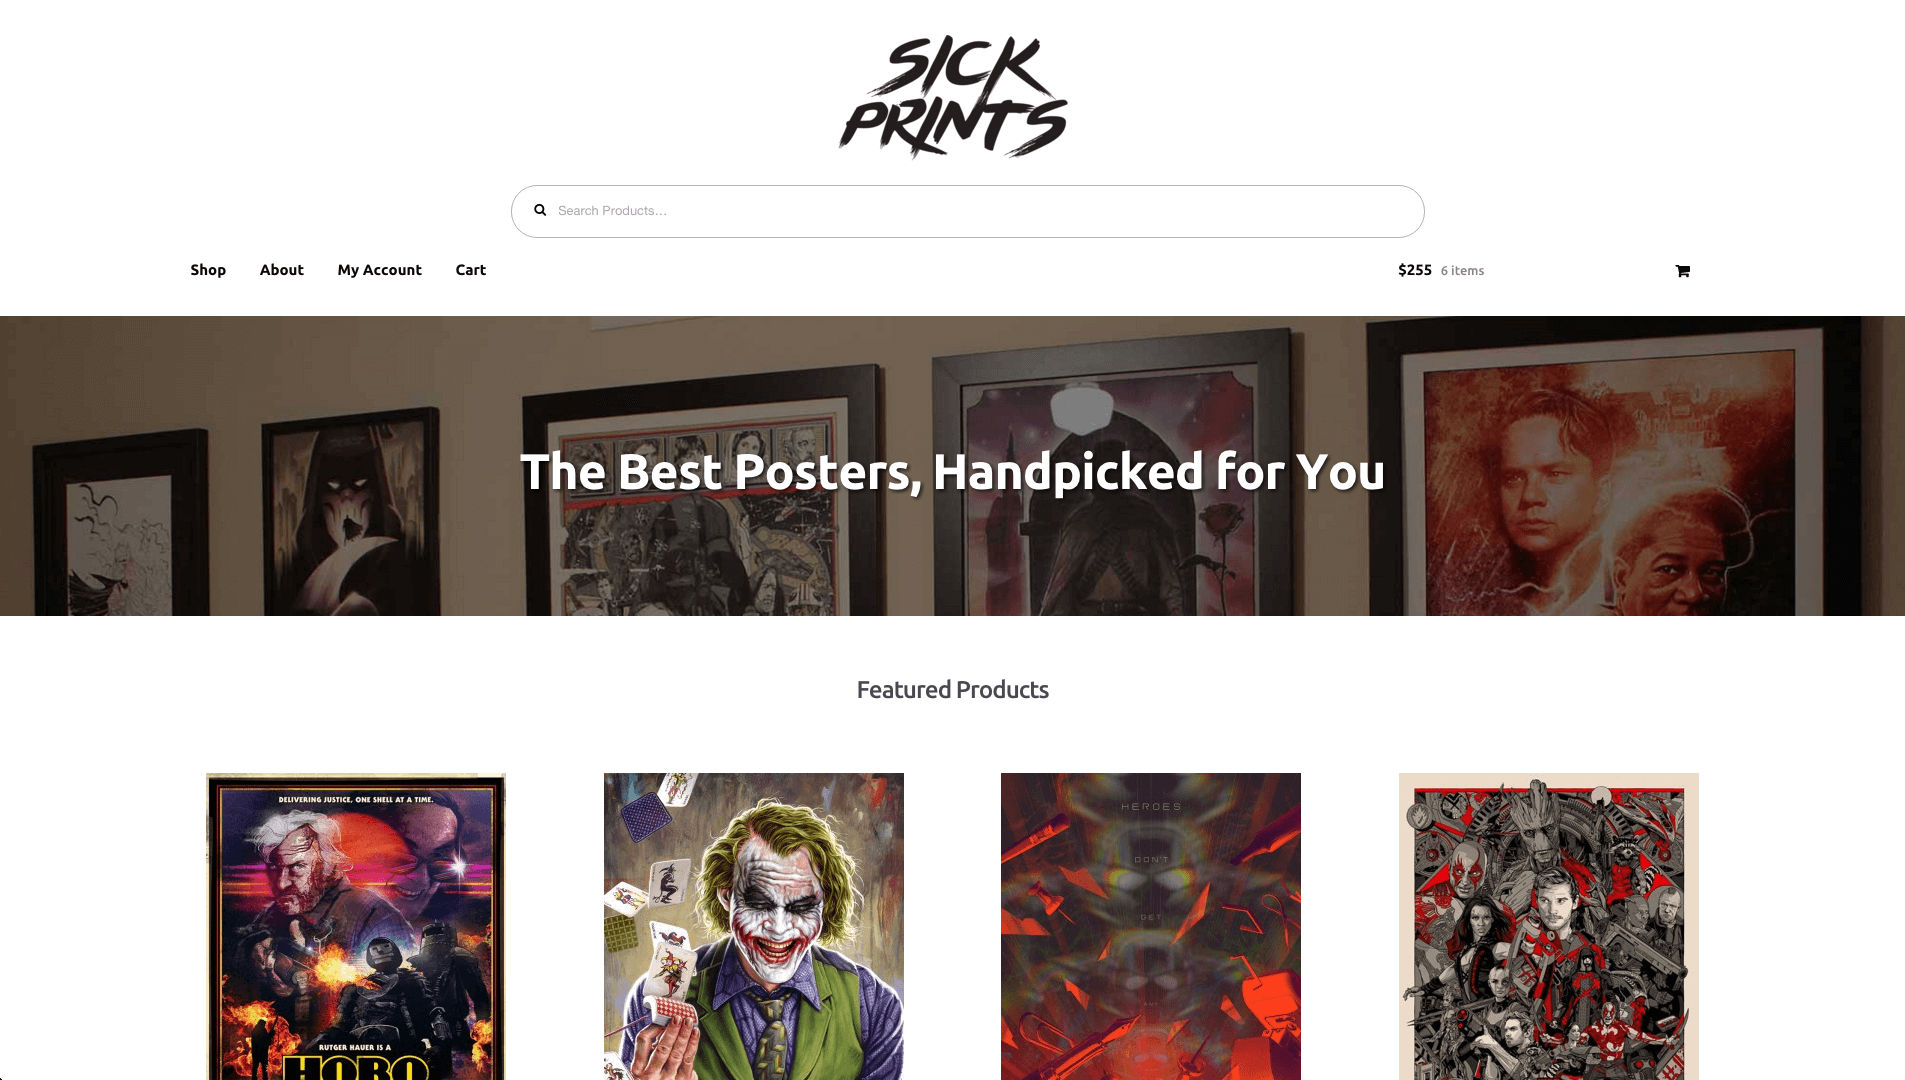 SICK
PRINTS
Search Products...
Shop About My Account Cart $255 6 items
The Best Posters, Handpicked for You
Featured Products
DELIVERING JUSTICE, ONE SHELL AT A TIME.
RUTGER HAUER IS A
HOBO
HEROES
DON'T
GET
ANY